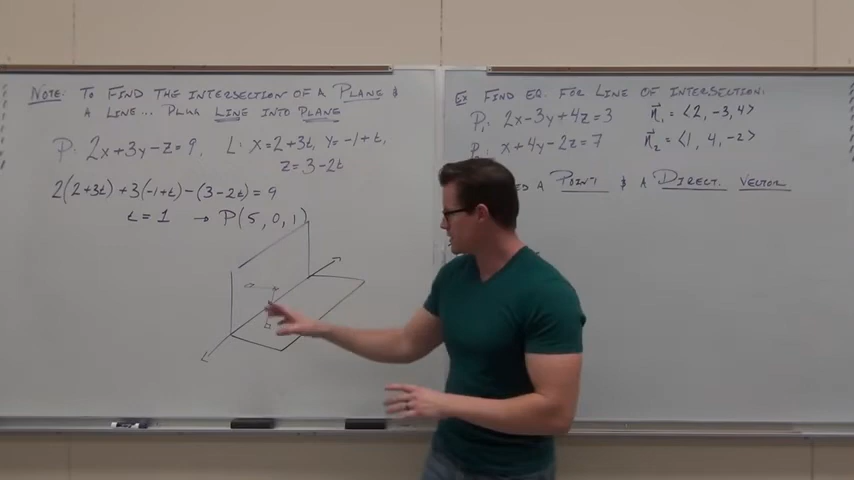 NOTE: TO FIND THE INTERSECTION OF A PLANE &
A LINE... PLUG LINE INTO PLANE
P: 2x+3y-z=9, L: x=2+3t, y=-1+t,
z=3-2t
2(2+3t)+3(-1+t)-(3-2t)=9
t=1 → P(5,0,1)
EX FIND EQ. FOR LINE OF INTERSECTION:
P₁: 2x-3y+4z=3 n⃗₁=<2,-3,4>
P₂: x+4y-2z=7 n⃗₂=<1,4,-2>
A POINT & A DIRECT. VECTOR